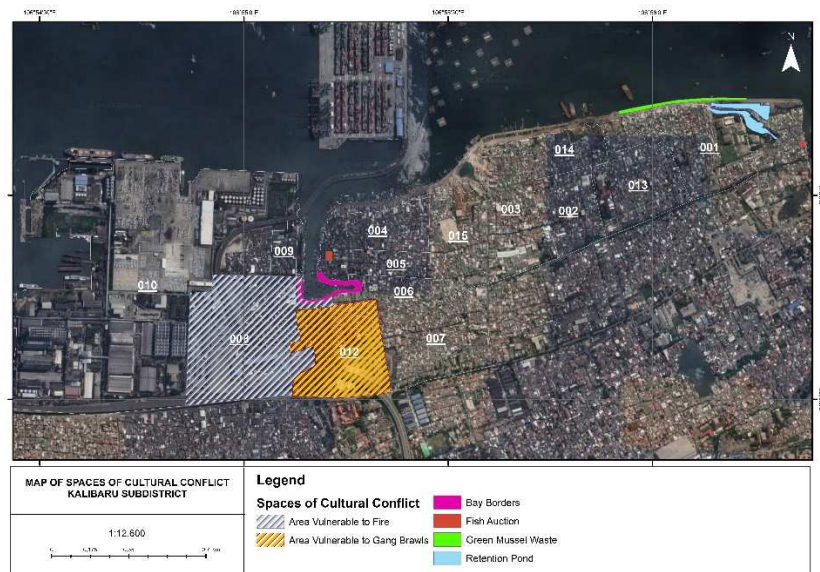 009
004
005
006
007
010
008
012
015
003
014
002
013
001
N
MAP OF SPACES OF CULTURAL CONFLICT
KALIBARU SUBDISTRICT
1:12.600
Legend
Spaces of Cultural Conflict
Area Vulnerable to Fire
Area Vulnerable to Gang Brawls
Bay Borders
Fish Auction
Green Mussel Waste
Retention Pond